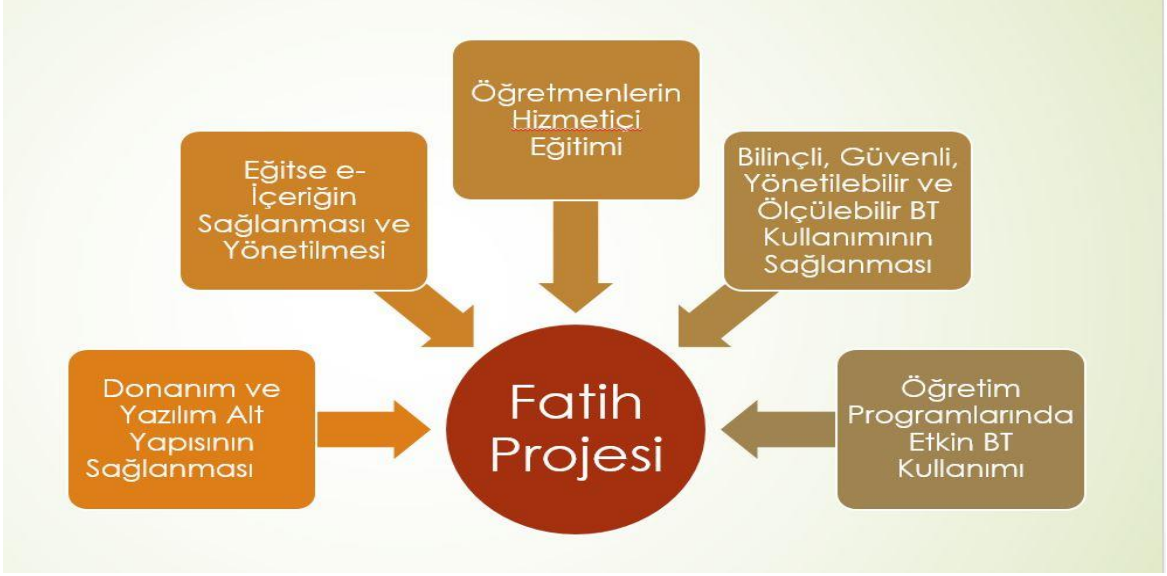 Öğretmenlerin
Hizmetiçi
Eğitimi
Eğitse e-
İçeriğin
Sağlanması ve
Yönetilmesi
Bilinçli, Güvenli,
Yönetilebilir ve
Ölçülebilir BT
Kullanımının
Sağlanması
Donanım ve
Yazılım Alt
Yapısının
Sağlanması
Fatih
Projesi
Öğretim
Programlarında
Etkin BT
Kullanımı